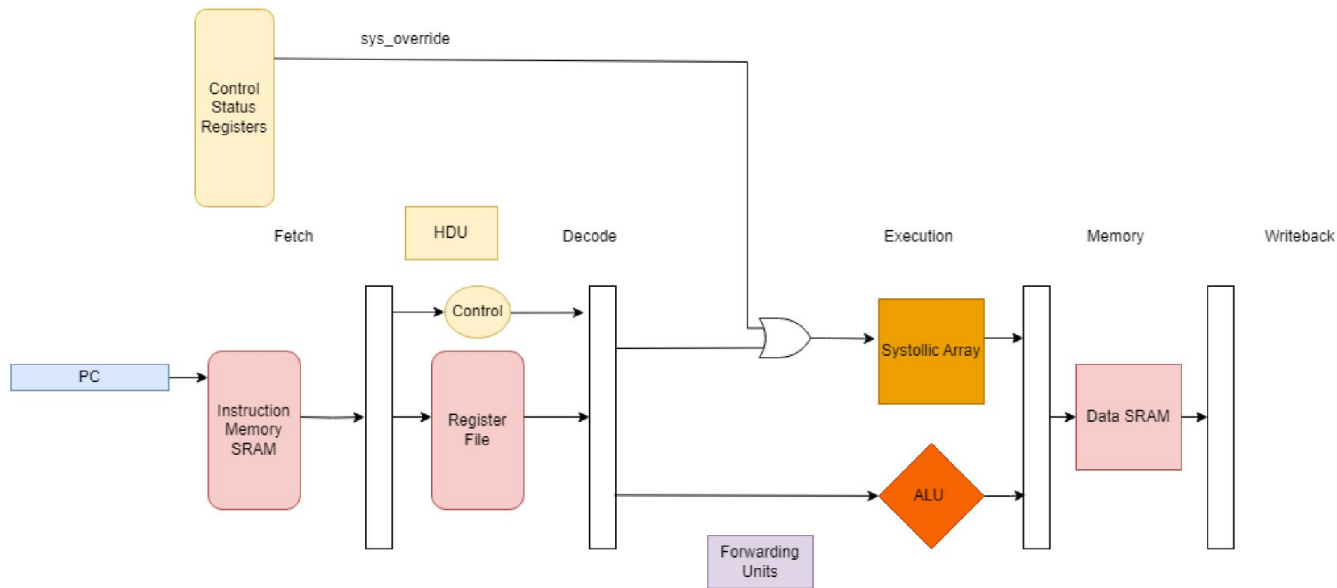 sys_override
Control
Status
Registers
Fetch
HDU
Decode
Execution
Memory
Writeback
Control
Systollic Array
PC
Instruction
Memory
SRAM
Register
File
Data SRAM
ALU
Forwarding
Units